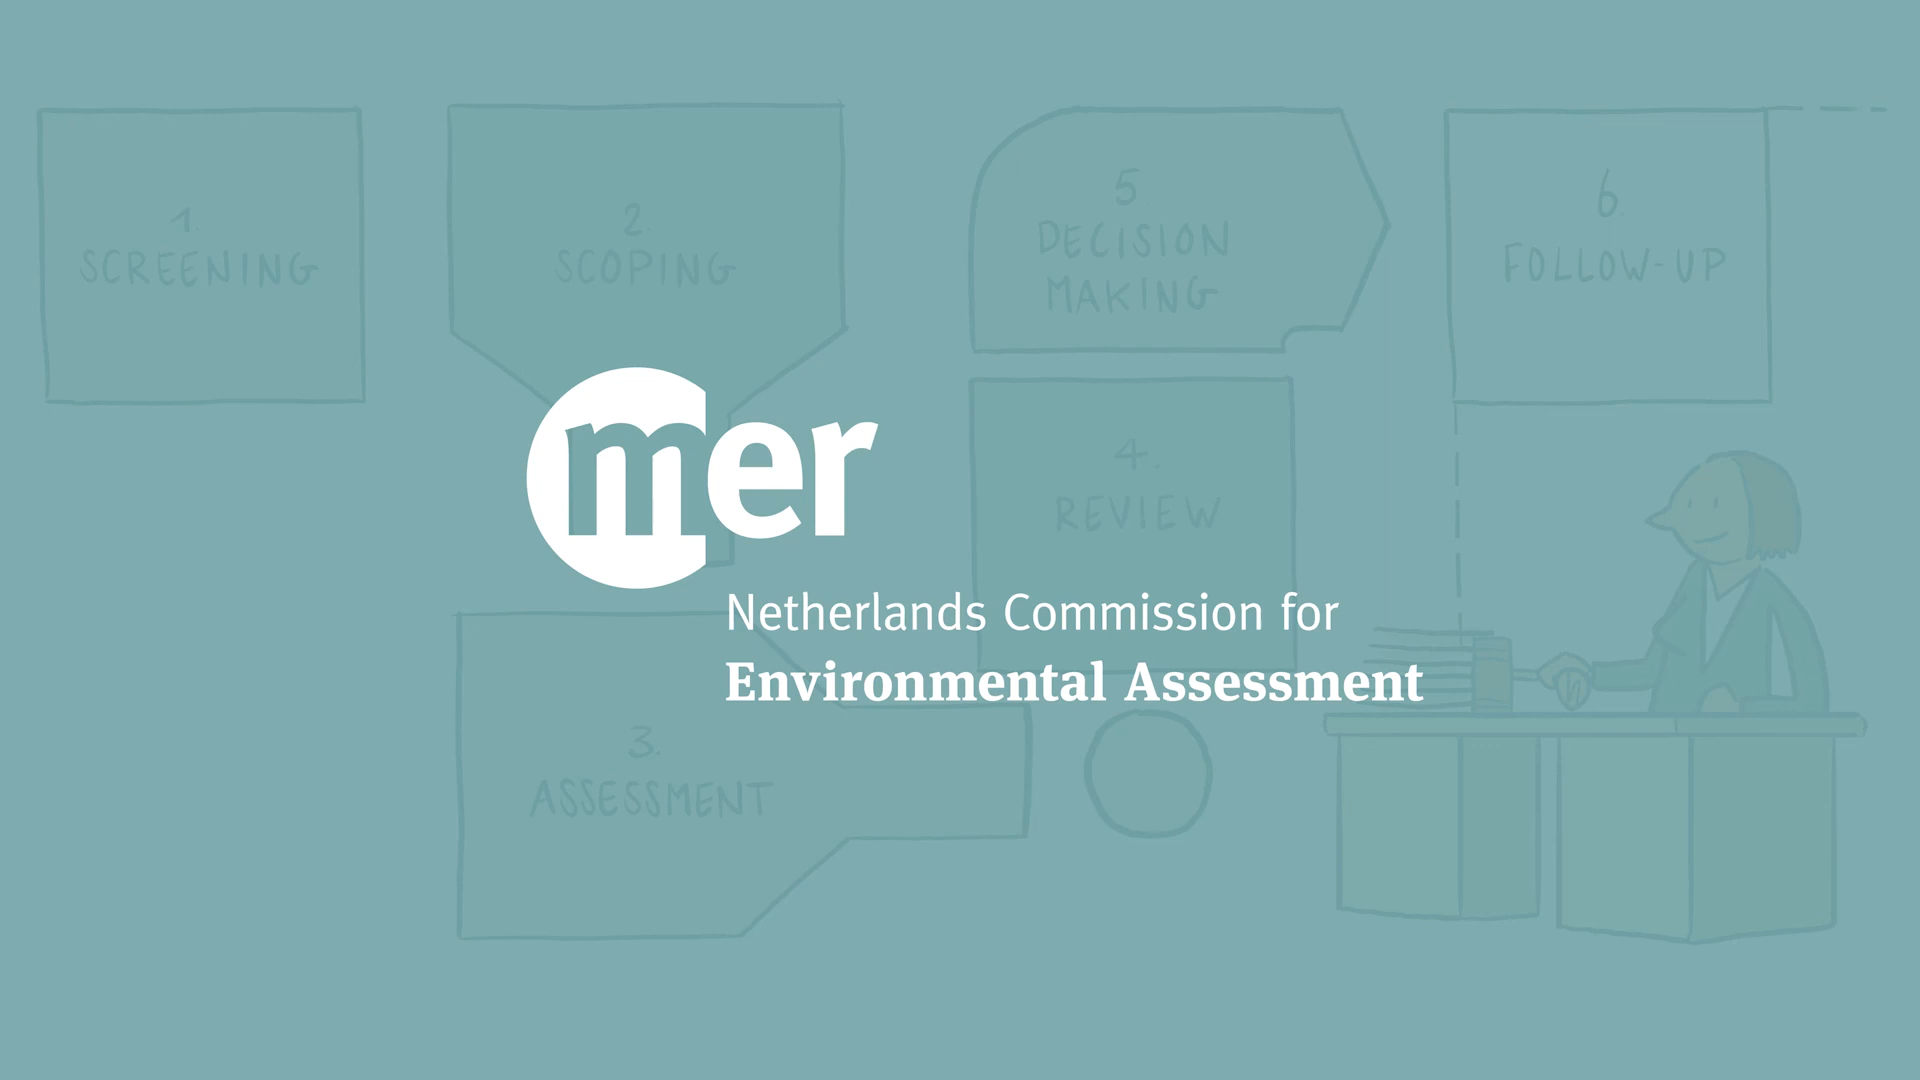 1.
SCREENING
2.
SCOPING
5
DECISION
MAKING
6.
FOLLOW-UP
mer
4.
REVIEW
Netherlands Commission for
Environmental Assessment
3.
ASSESSMENT